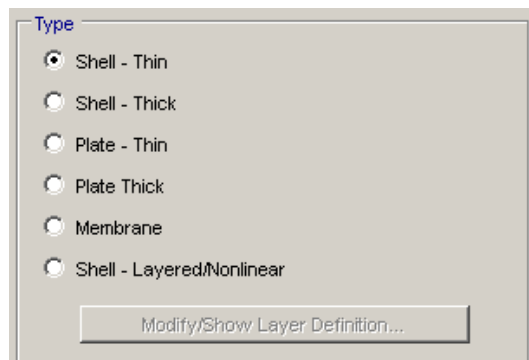 Type
Shell - Thin
Shell - Thick
Plate - Thin
Plate Thick
Membrane
Shell - Layered/Nonlinear
Modify/Show Layer Definition...